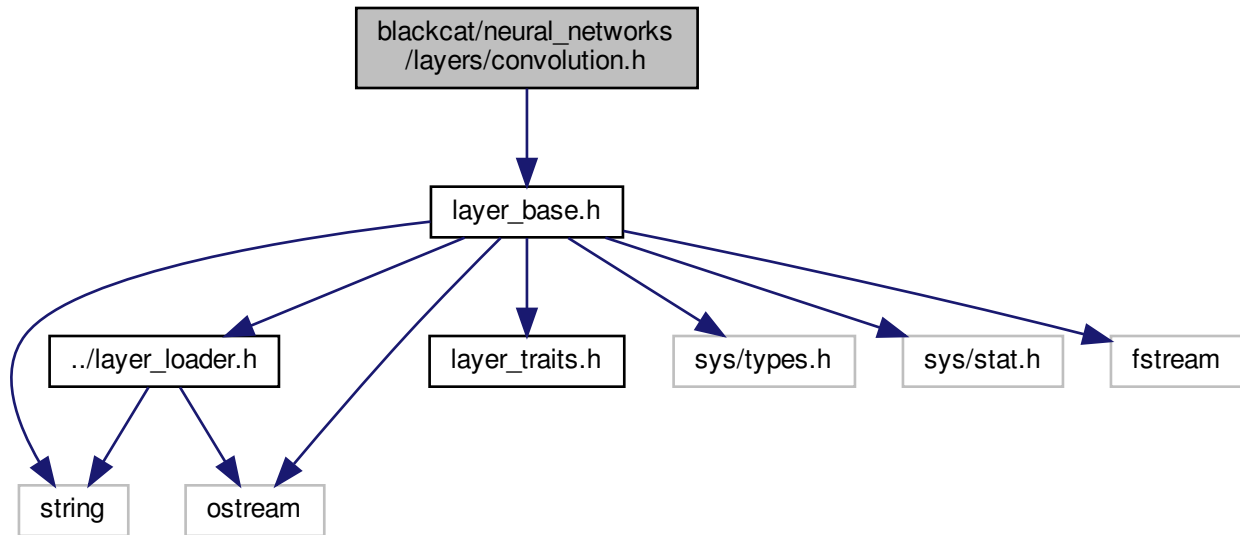 blackcat/neural_networks
/layers/convolution.h
layer_base.h
../layer_loader.h
layer_traits.h
sys/types.h
sys/stat.h
fstream
string
ostream